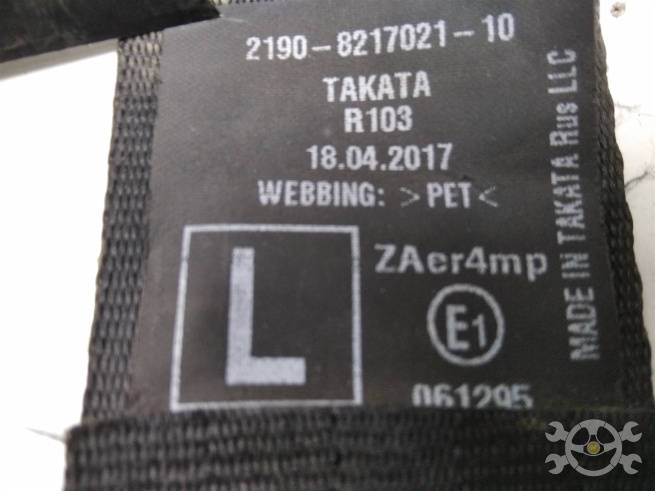 2190-8217021-10
TAKATA
R103
18.04.2017
WEBBING: >PET<
L
ZAer4mp
E1
061295
MADE IN TAKATA Rus LLC